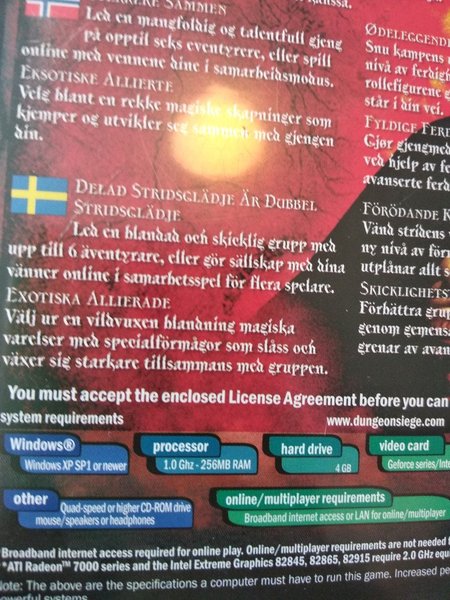 STERKERE SAMMEN
Led en mangfoldig og talentfull gjeng
på opptil seks eventyrere, eller spill
online med vennene dine i samarbeidsmodus.
EKSOTISKE ALLIERTE
Velg blant en rekke magiske skapninger som
kjemper og utvikler seg sammen med gjengen
din.
ØDELEGGENDE
Snu kampens
nivå av ferdigh
rollefigurene
står i din vei.
FYLDIGE FERD
Gjør gjengmed
ved hjelp av fe
avanserte ferd
DELAD STRIDSGLÄDJE ÄR DUBBEL
STRIDSGLÄDJE
Led en blandad och skicklig grupp med
upp till 6 äventyrare, eller gör sällskap med dina
vänner online i samarbetsspel för flera spelare.
EXOTISKA ALLIERADE
Välj ur en vildvuxen blandning magiska
varelser med specialförmågor som slåss och
växer sig starkare tillsammans med gruppen.
FÖRÖDANDE K
Vänd stridens
ny nivå av för
utplånar allt s
SKICKLIGHETS
Förbättra grup
genom gemens
grenar av avan
You must accept the enclosed License Agreement before you can
system requirements
www.dungeonsiege.com
Windows®
Windows XP SP1 or newer
processor
1.0 Ghz - 256MB RAM
hard drive
4 GB
video card
Geforce series/Inte
other
Quad-speed or higher CD-ROM drive
mouse/speakers or headphones
online/multiplayer requirements
Broadband internet access or LAN for online/multiplayer
*Broadband internet access required for online play. Online/multiplayer requirements are not needed
**ATI Radeon™ 7000 series and the Intel Extreme Graphics 82845, 82865, 82915 require 2.0 GHz equ
Note: The above are the specifications a computer must have to run this game. Increased pe
powerful systems.